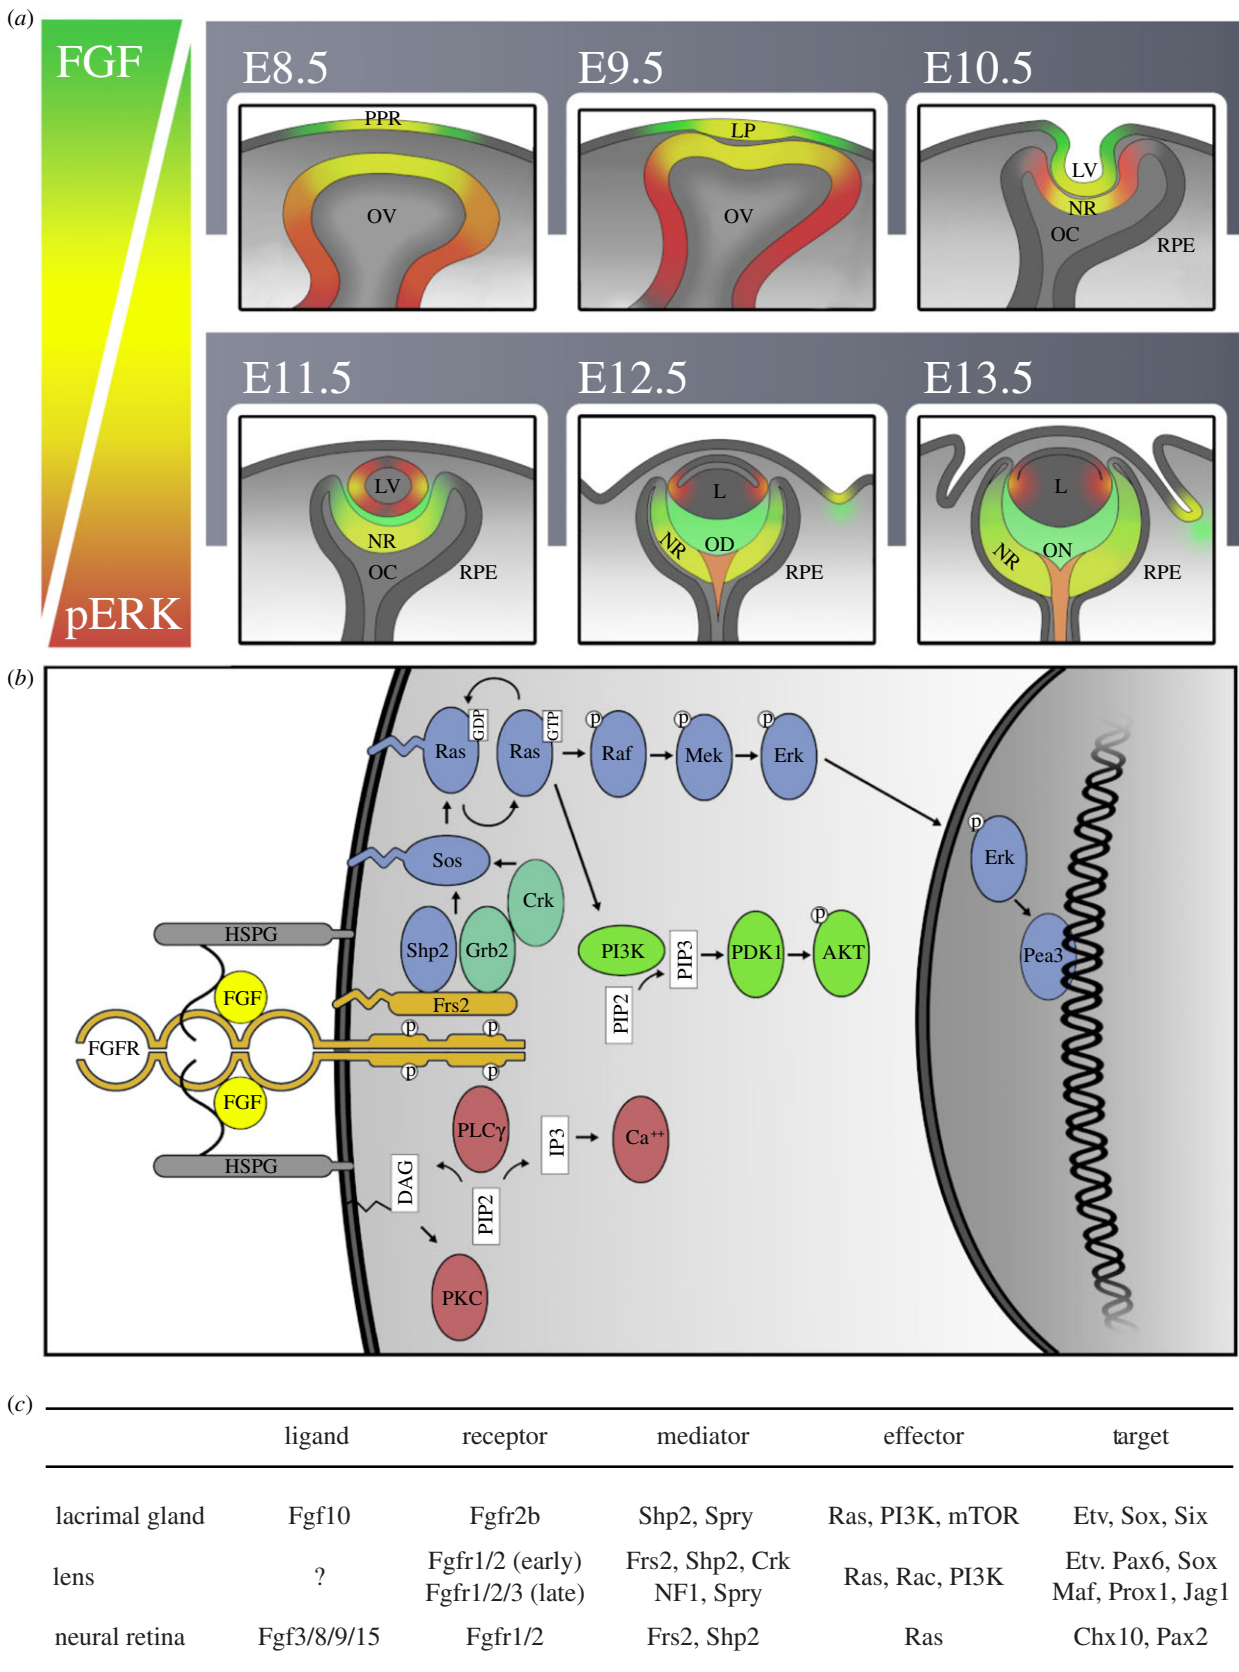 (a)
FGF
pERK
E8.5
PPR
OV
E9.5
LP
OV
E10.5
LV
NR
OC
RPE
E11.5
LV
NR
OC
RPE
E12.5
L
OD
NR
RPE
E13.5
L
ON
NR
RPE
(b)
Ras
GDP
Ras
GTP
p
Raf
p
Mek
p
Erk
Sos
Crk
Shp2
Grb2
Frs2
HSPG
FGF
FGFR
FGF
HSPG
p
p
p
p
PI3K
PIP2
PIP3
PDK1
p
AKT
p
Erk
Pea3
PLCγ
IP3
Ca++
DAG
PIP2
PKC
(c)
ligand receptor mediator effector target
lacrimal gland Fgf10 Fgfr2b Shp2, Spry Ras, PI3K, mTOR Etv, Sox, Six
lens ? Fgfr1/2 (early) Frs2, Shp2, Crk Ras, Rac, PI3K Etv. Pax6, Sox
Fgfr1/2/3 (late) NF1, Spry Maf, Prox1, Jag1
neural retina Fgf3/8/9/15 Fgfr1/2 Frs2, Shp2 Ras Chx10, Pax2